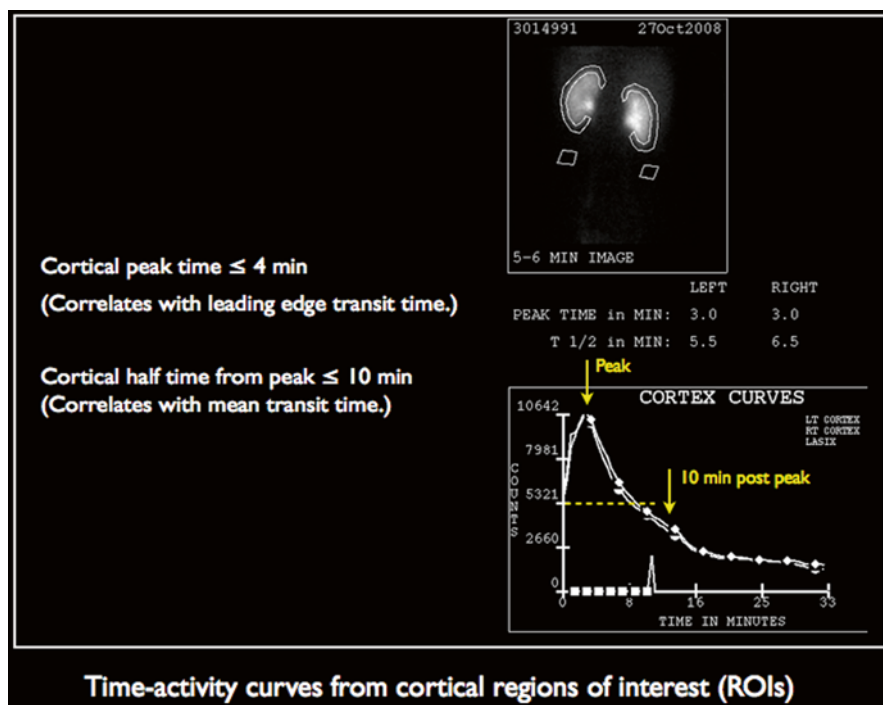 3014991 27Oct2008
5-6 MIN IMAGE
Cortical peak time ≤ 4 min
(Correlates with leading edge transit time.)
Cortical half time from peak ≤ 10 min
(Correlates with mean transit time.)
LEFT RIGHT
PEAK TIME in MIN: 3.0 3.0
T 1/2 in MIN: 5.5 6.5
Peak
CORTEX CURVES
LT CORTEX
RT CORTEX
LASIX
10 min post peak
COUNTS
10642
7981
5321
2660
0
0 8 16 25 33
TIME IN MINUTES
Time-activity curves from cortical regions of interest (ROIs)